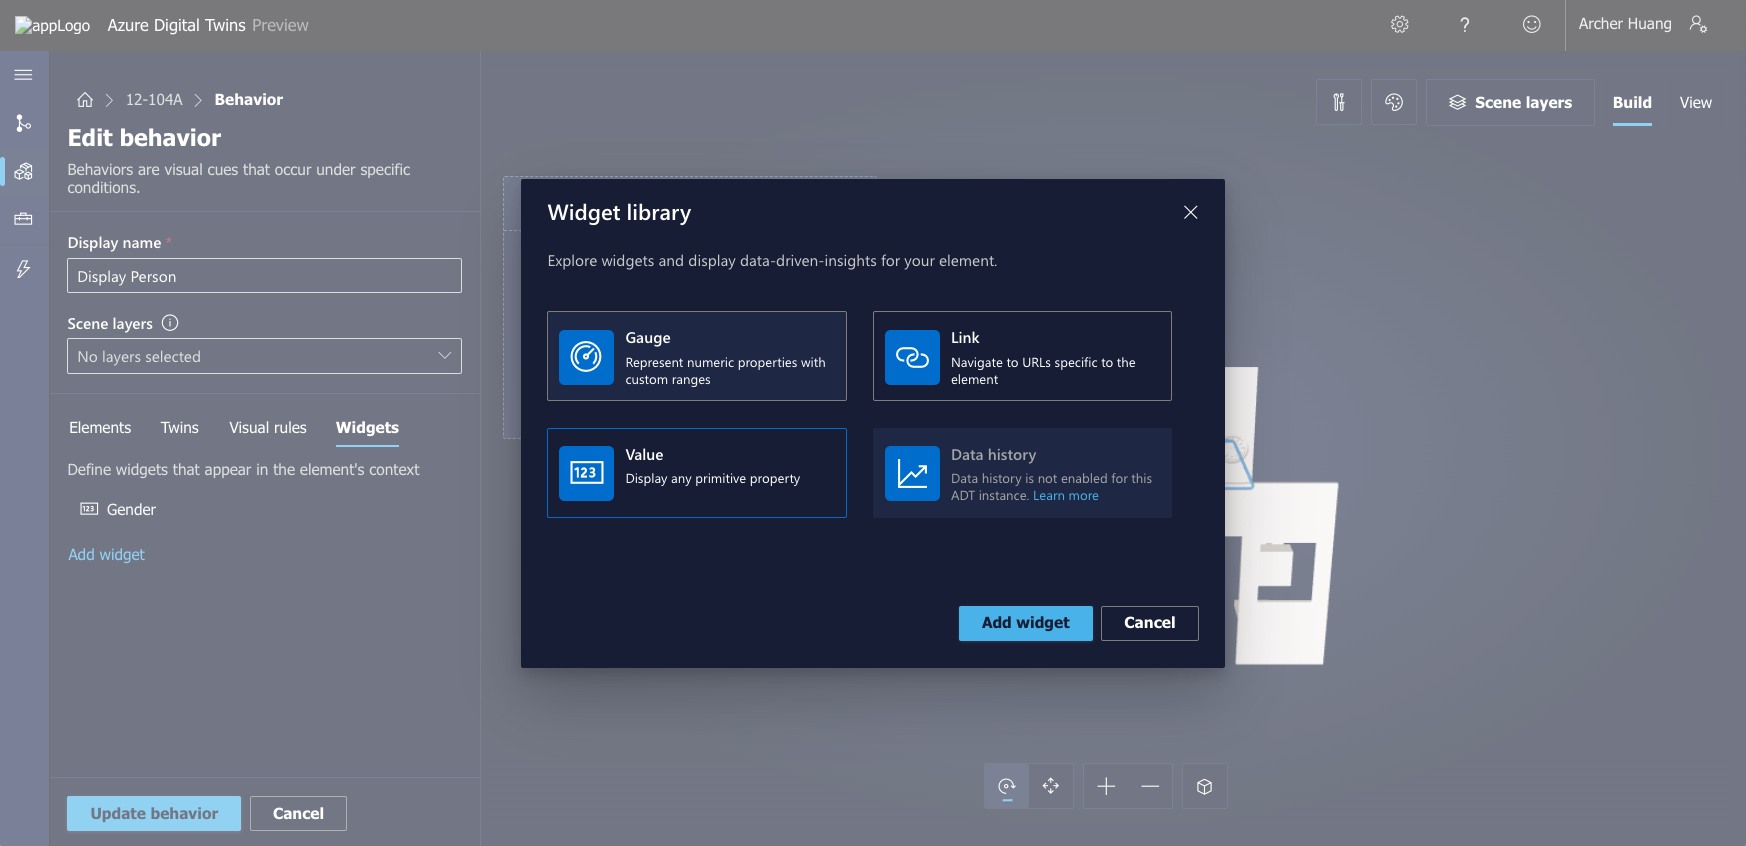 appLogo Azure Digital Twins Preview
? Archer Huang
12-104A Behavior
Edit behavior
Behaviors are visual cues that occur under specific
conditions.
Display name *
Display Person
Scene layers
No layers selected
Elements Twins Visual rules Widgets
Define widgets that appear in the element's context
123 Gender
Add widget
Update behavior Cancel
Scene layers Build View
Widget library
Explore widgets and display data-driven-insights for your element.
Gauge
Represent numeric properties with
custom ranges
Link
Navigate to URLs specific to the
element
123
Value
Display any primitive property
Data history
Data history is not enabled for this
ADT instance. Learn more
Add widget Cancel